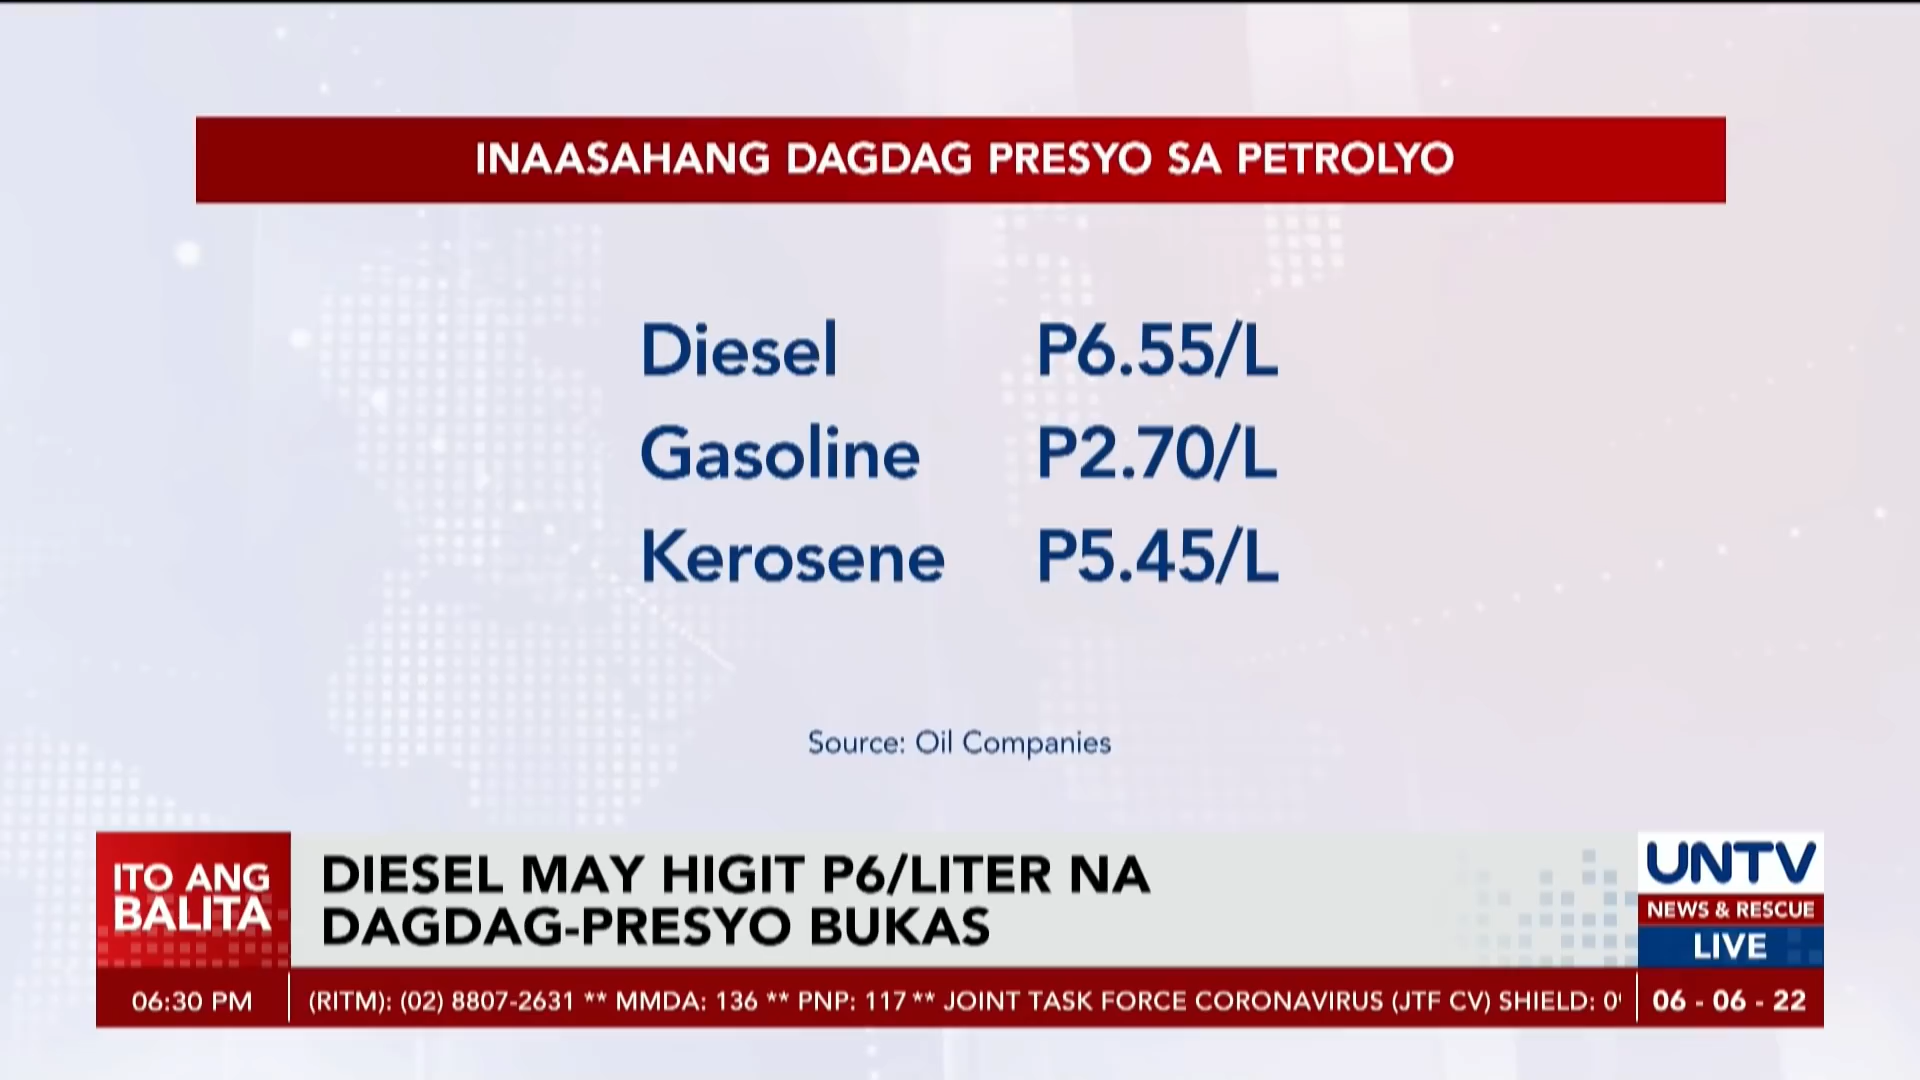 INAASAHANG DAGDAG PRESYO SA PETROLYO
Diesel P6.55/L
Gasoline P2.70/L
Kerosene P5.45/L
Source: Oil Companies
ITO ANG
BALITA
DIESEL MAY HIGIT P6/LITER NA
DAGDAG-PRESYO BUKAS
UNTV
NEWS & RESCUE
LIVE
06:30 PM
(RITM): (02) 8807-2631 ** MMDA: 136 ** PNP: 117 ** JOINT TASK FORCE CORONAVIRUS (JTF CV) SHIELD: 0
06 - 06 - 22